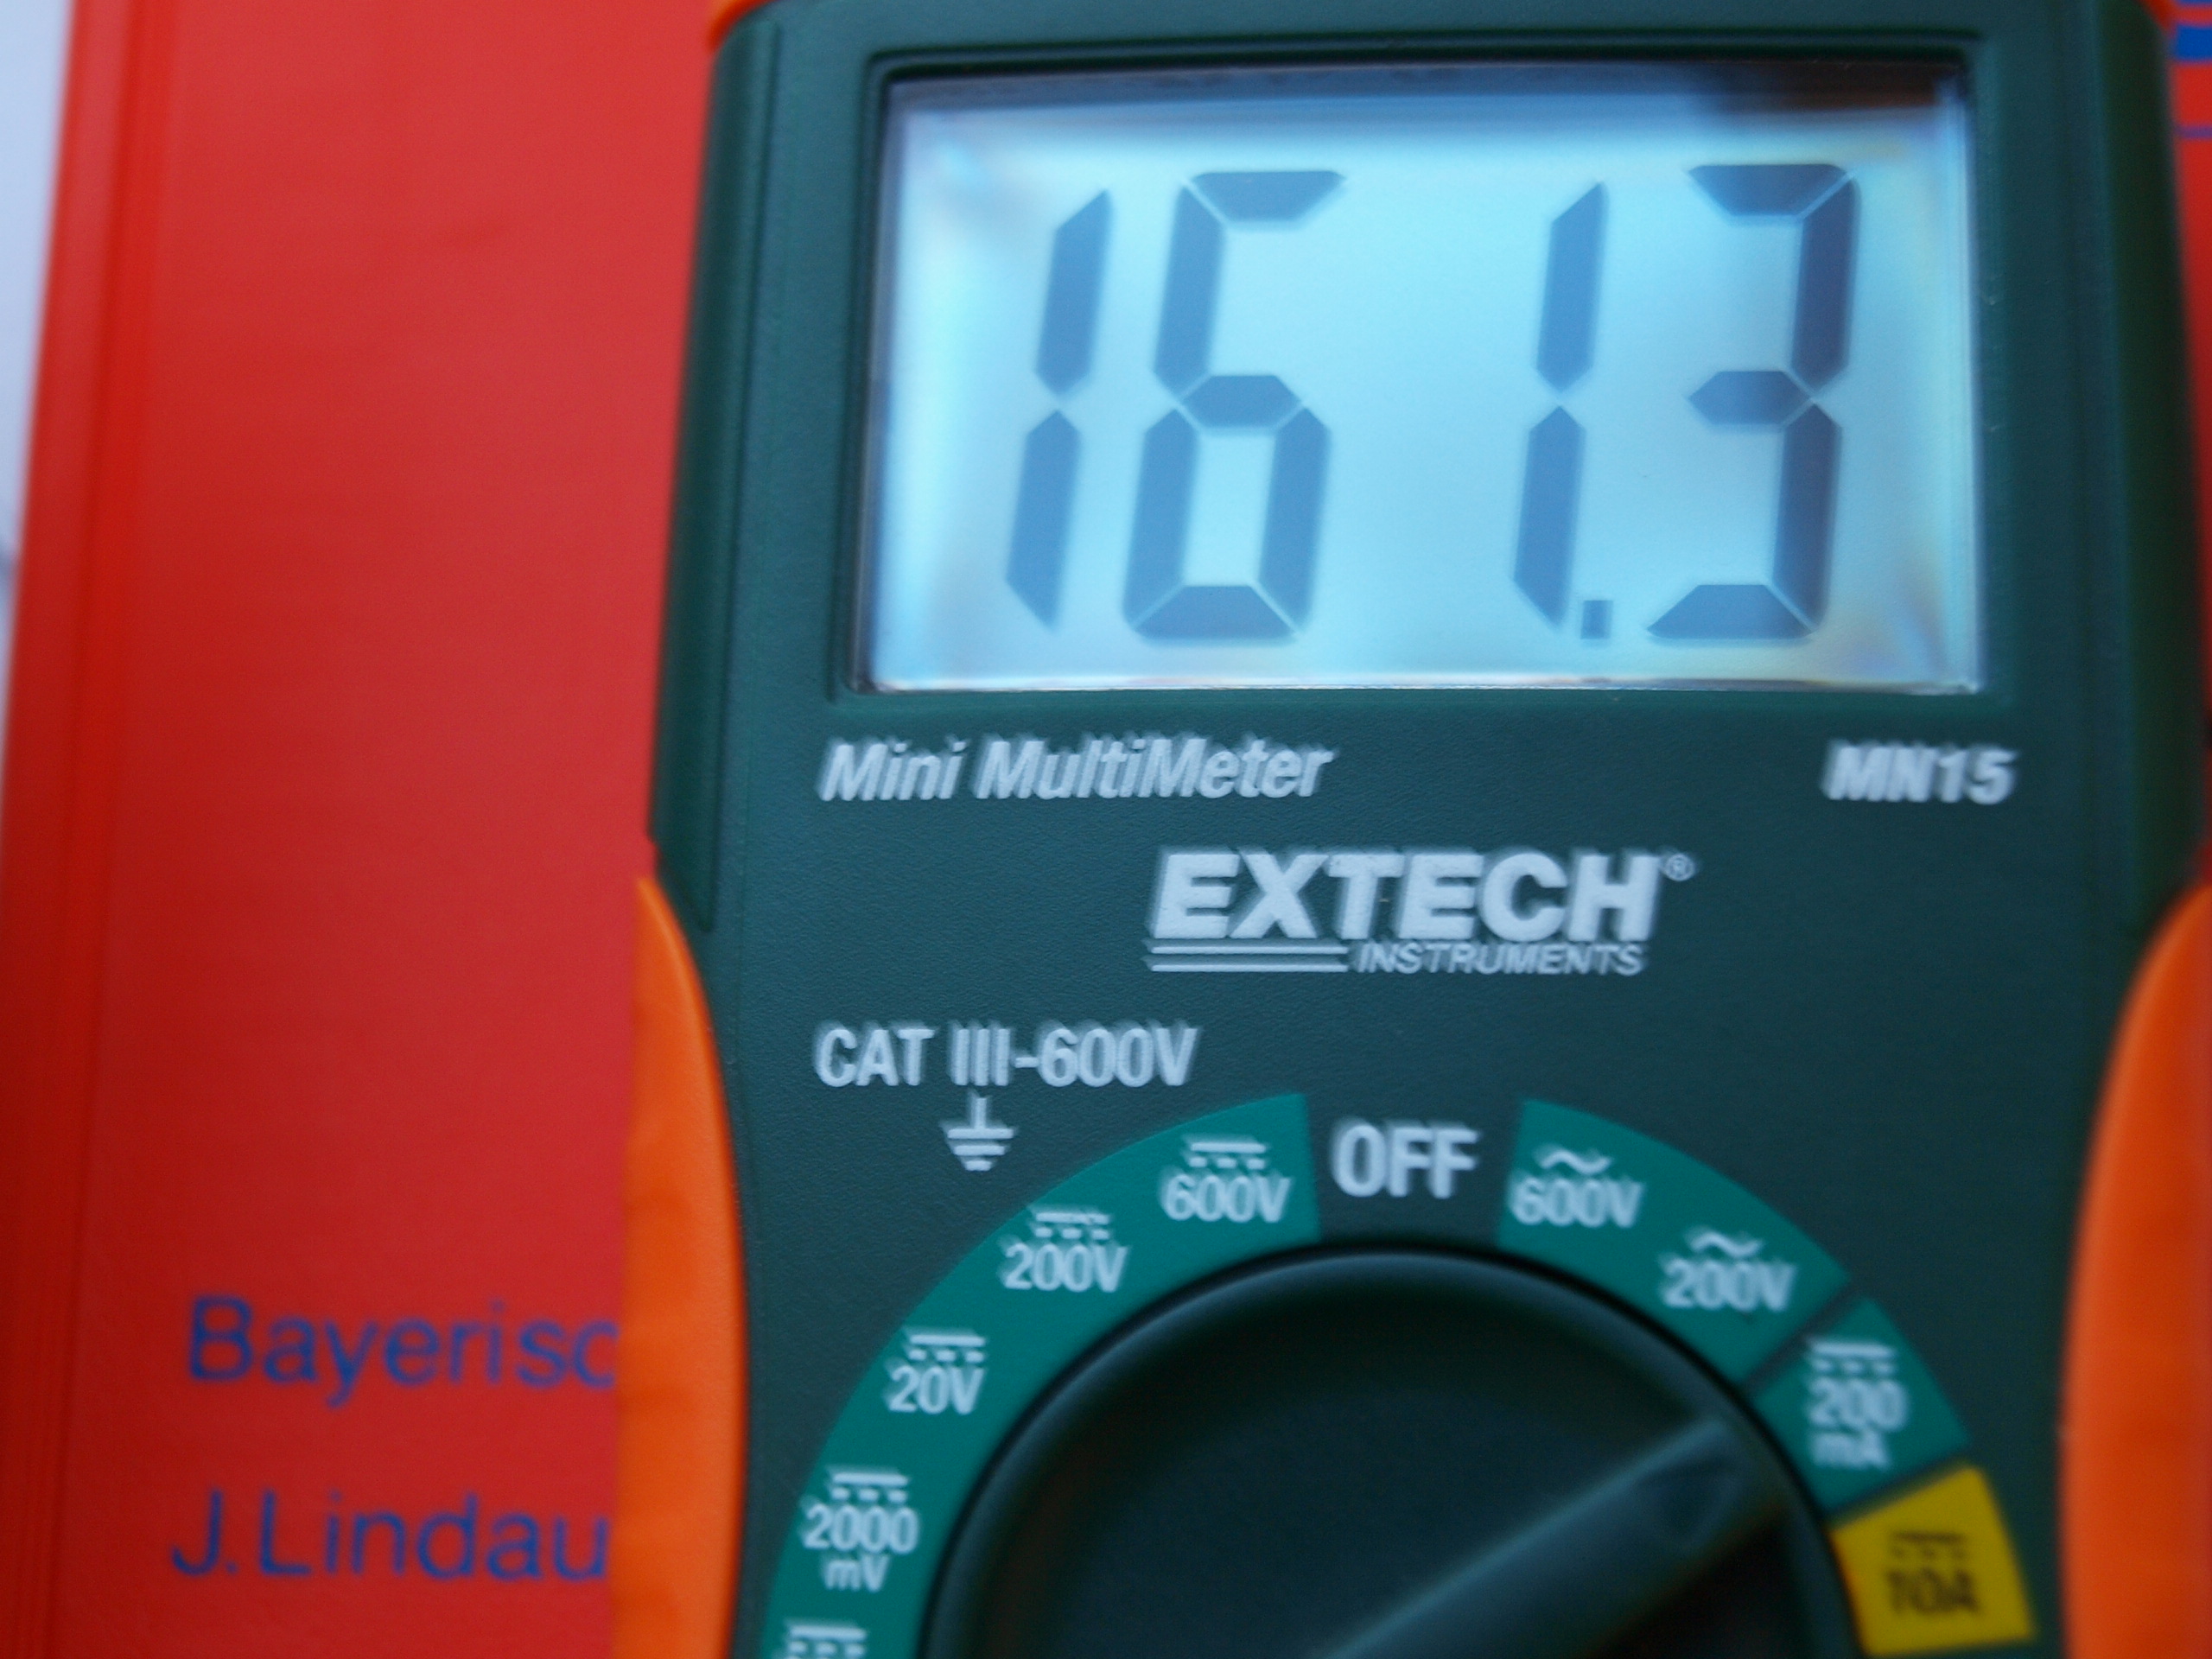 161.3
Mini MultiMeter MN15
EXTECH®
INSTRUMENTS
CAT III-600V
OFF
600V
600V
200V
200V
20V
200
mA
2000
mV
10A
Bayerisc
J.Lindau